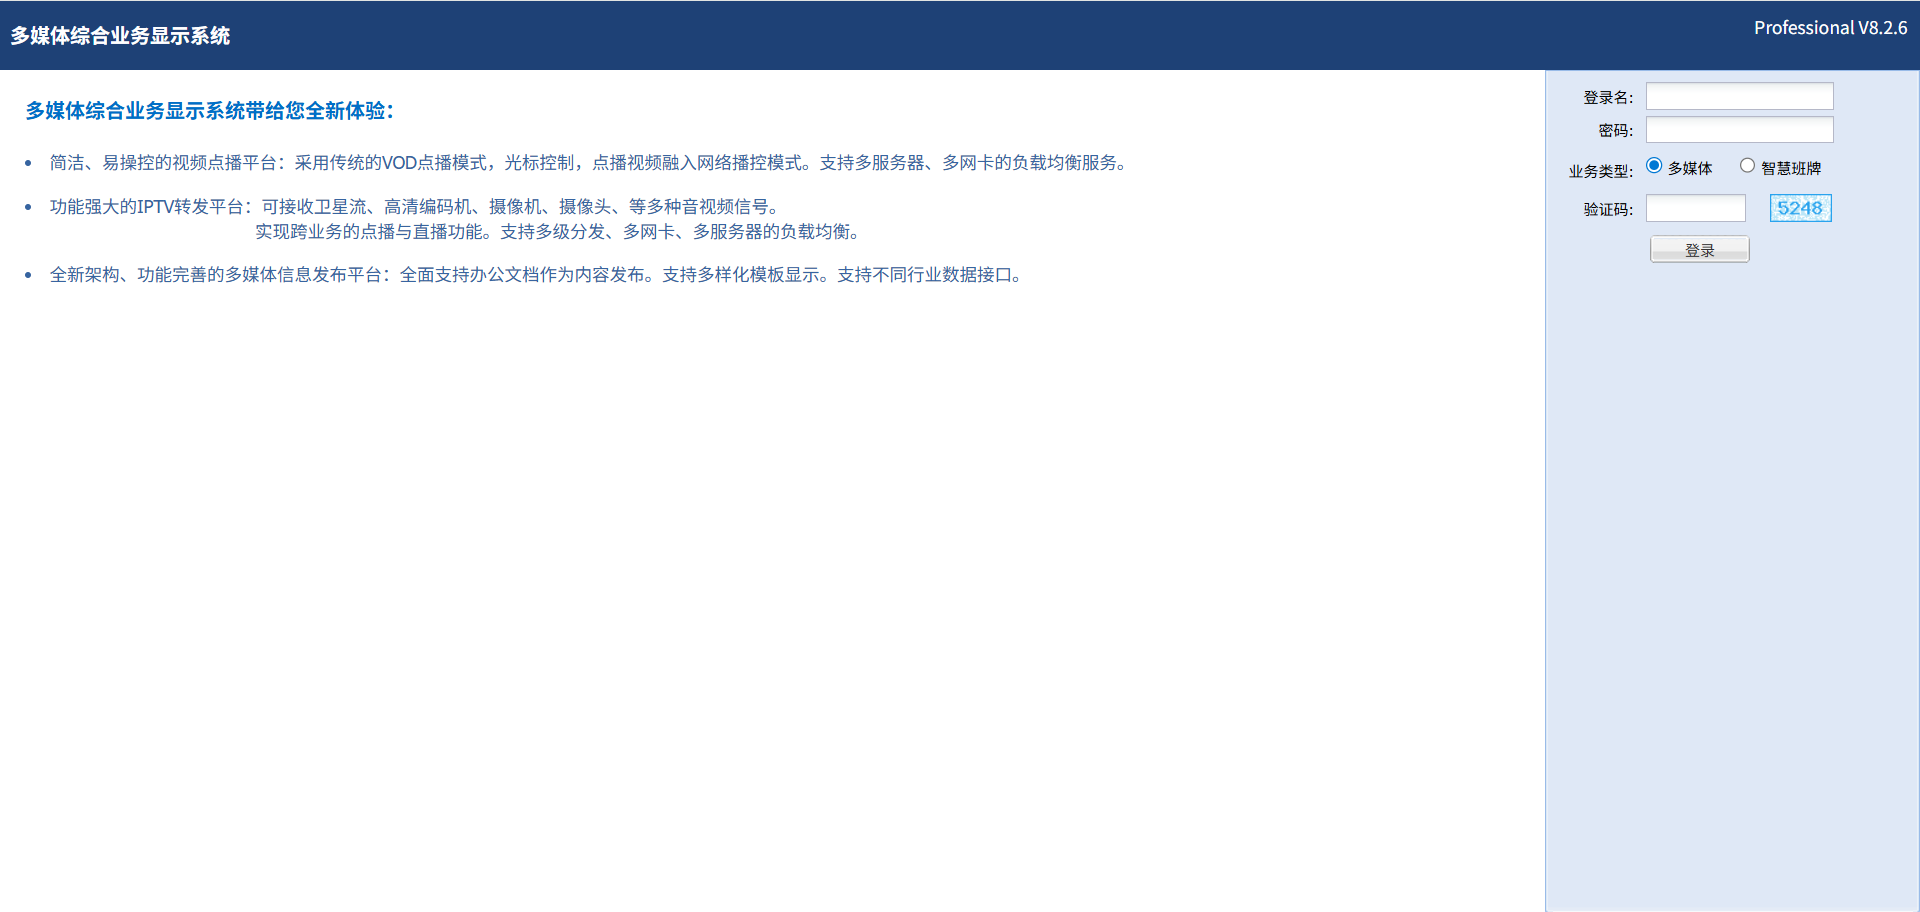 多媒体综合业务显示系统
Professional V8.2.6
多媒体综合业务显示系统带给您全新体验：
• 简洁、易操控的视频点播平台：采用传统的VOD点播模式，光标控制，点播视频融入网络播控模式。支持多服务器、多网卡的负载均衡服务。
• 功能强大的IPTV转发平台：可接收卫星流、高清编码机、摄像机、摄像头、等多种音视频信号。
实现跨业务的点播与直播功能。支持多级分发、多网卡、多服务器的负载均衡。
• 全新架构、功能完善的多媒体信息发布平台：全面支持办公文档作为内容发布。支持多样化模板显示。支持不同行业数据接口。
登录名:
密码:
业务类型: 多媒体 智慧班牌
验证码: 5248
登录